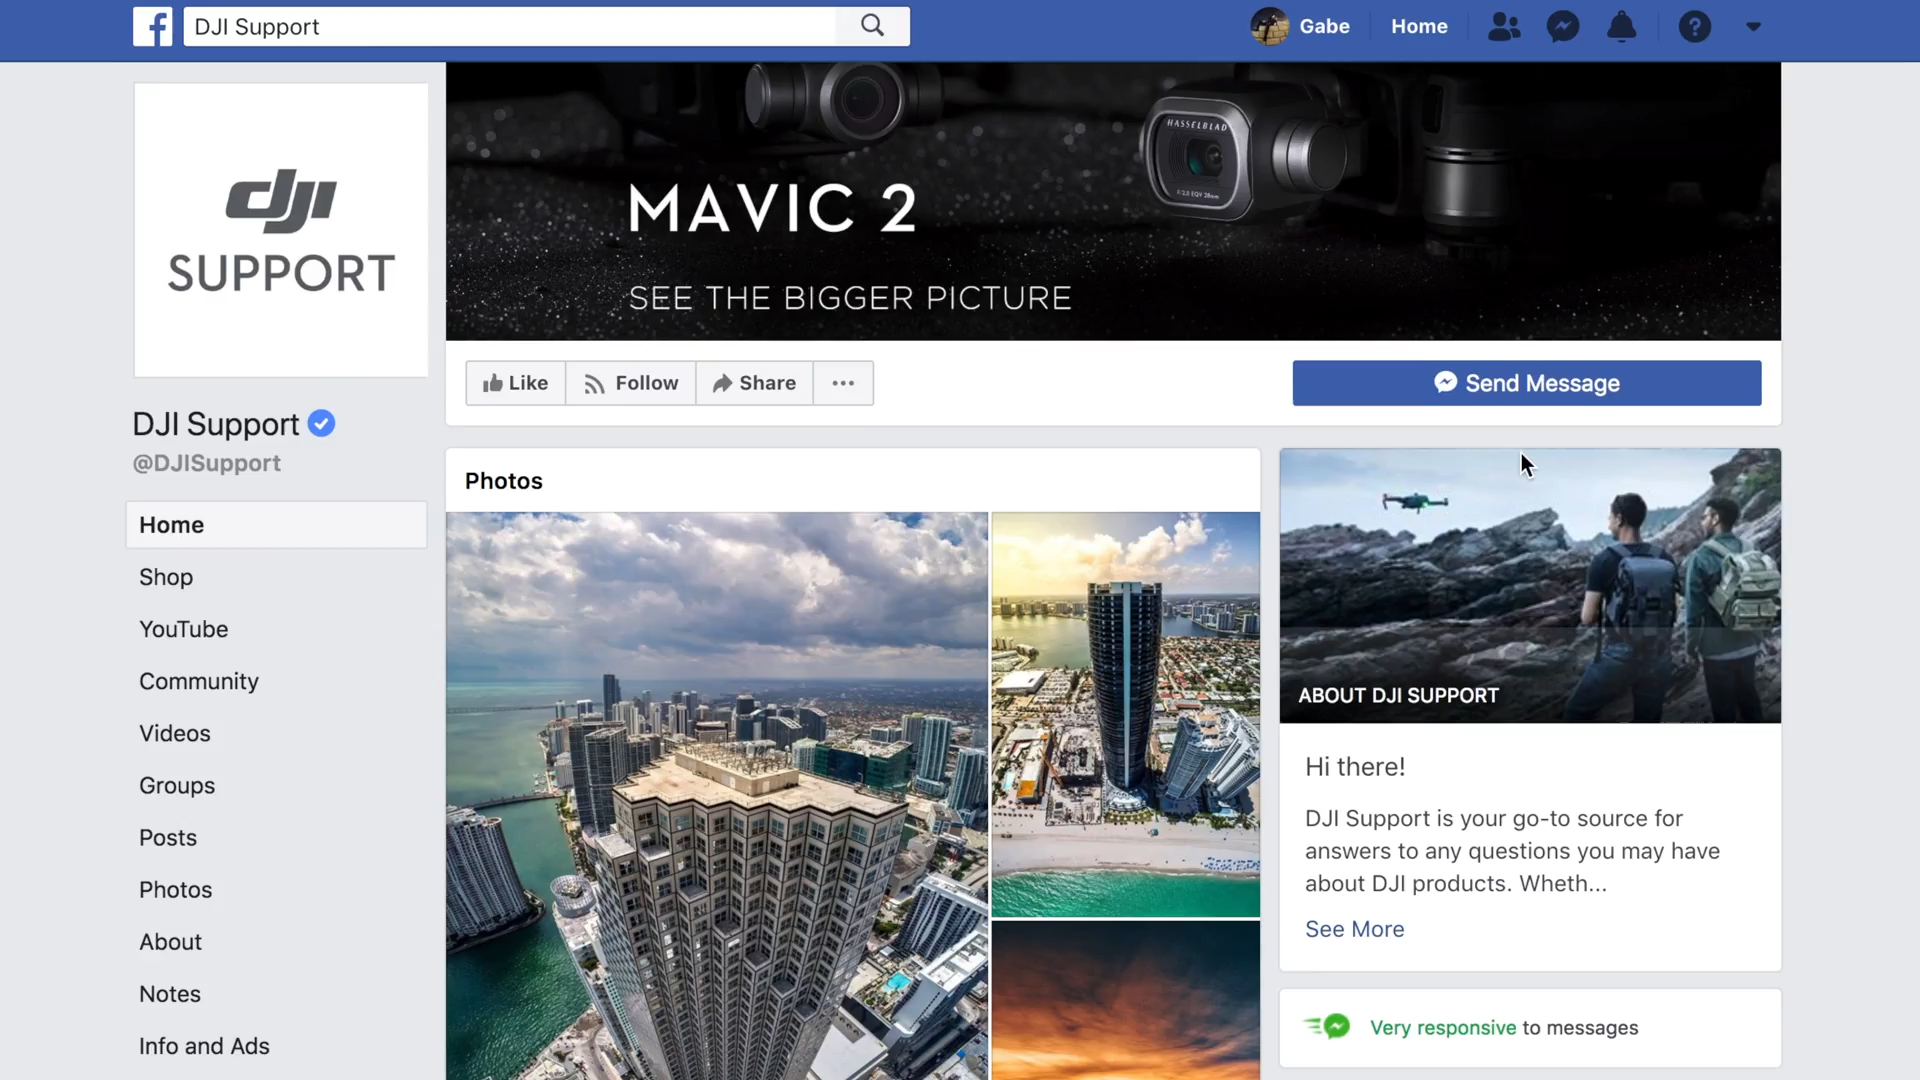 DJI Support
Gabe
Home
dji
SUPPORT
HASSELBLAD
MAVIC 2
SEE THE BIGGER PICTURE
Like
Follow
Share
Send Message
DJI Support
@DJISupport
Home
Shop
YouTube
Community
Videos
Groups
Posts
Photos
About
Notes
Info and Ads
Photos
ABOUT DJI SUPPORT
Hi there!
DJI Support is your go-to source for
answers to any questions you may have
about DJI products. Wheth...
See More
Very responsive to messages